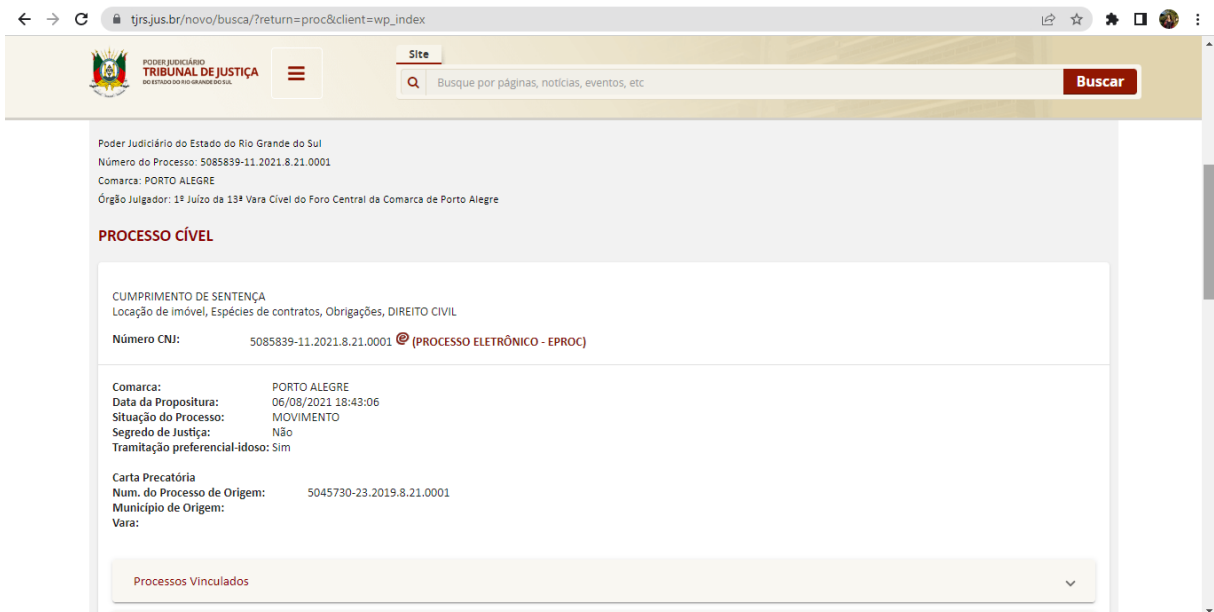 tjrs.jus.br/novo/busca/?return=proc&client=wp_index
PODER JUDICIÁRIO
TRIBUNAL DE JUSTIÇA
DO ESTADO DO RIO GRANDE DO SUL
Site
Busque por páginas, notícias, eventos, etc
Buscar
Poder Judiciário do Estado do Rio Grande do Sul
Número do Processo: 5085839-11.2021.8.21.0001
Comarca: PORTO ALEGRE
Órgão Julgador: 1º Juízo da 13ª Vara Cível do Foro Central da Comarca de Porto Alegre
PROCESSO CÍVEL
CUMPRIMENTO DE SENTENÇA
Locação de imóvel, Espécies de contratos, Obrigações, DIREITO CIVIL
Número CNJ: 5085839-11.2021.8.21.0001 (PROCESSO ELETRÔNICO - EPROC)
Comarca: PORTO ALEGRE
Data da Propositura: 06/08/2021 18:43:06
Situação do Processo: MOVIMENTO
Segredo de Justiça: Não
Tramitação preferencial-idoso: Sim
Carta Precatória
Num. do Processo de Origem: 5045730-23.2019.8.21.0001
Município de Origem:
Vara:
Processos Vinculados